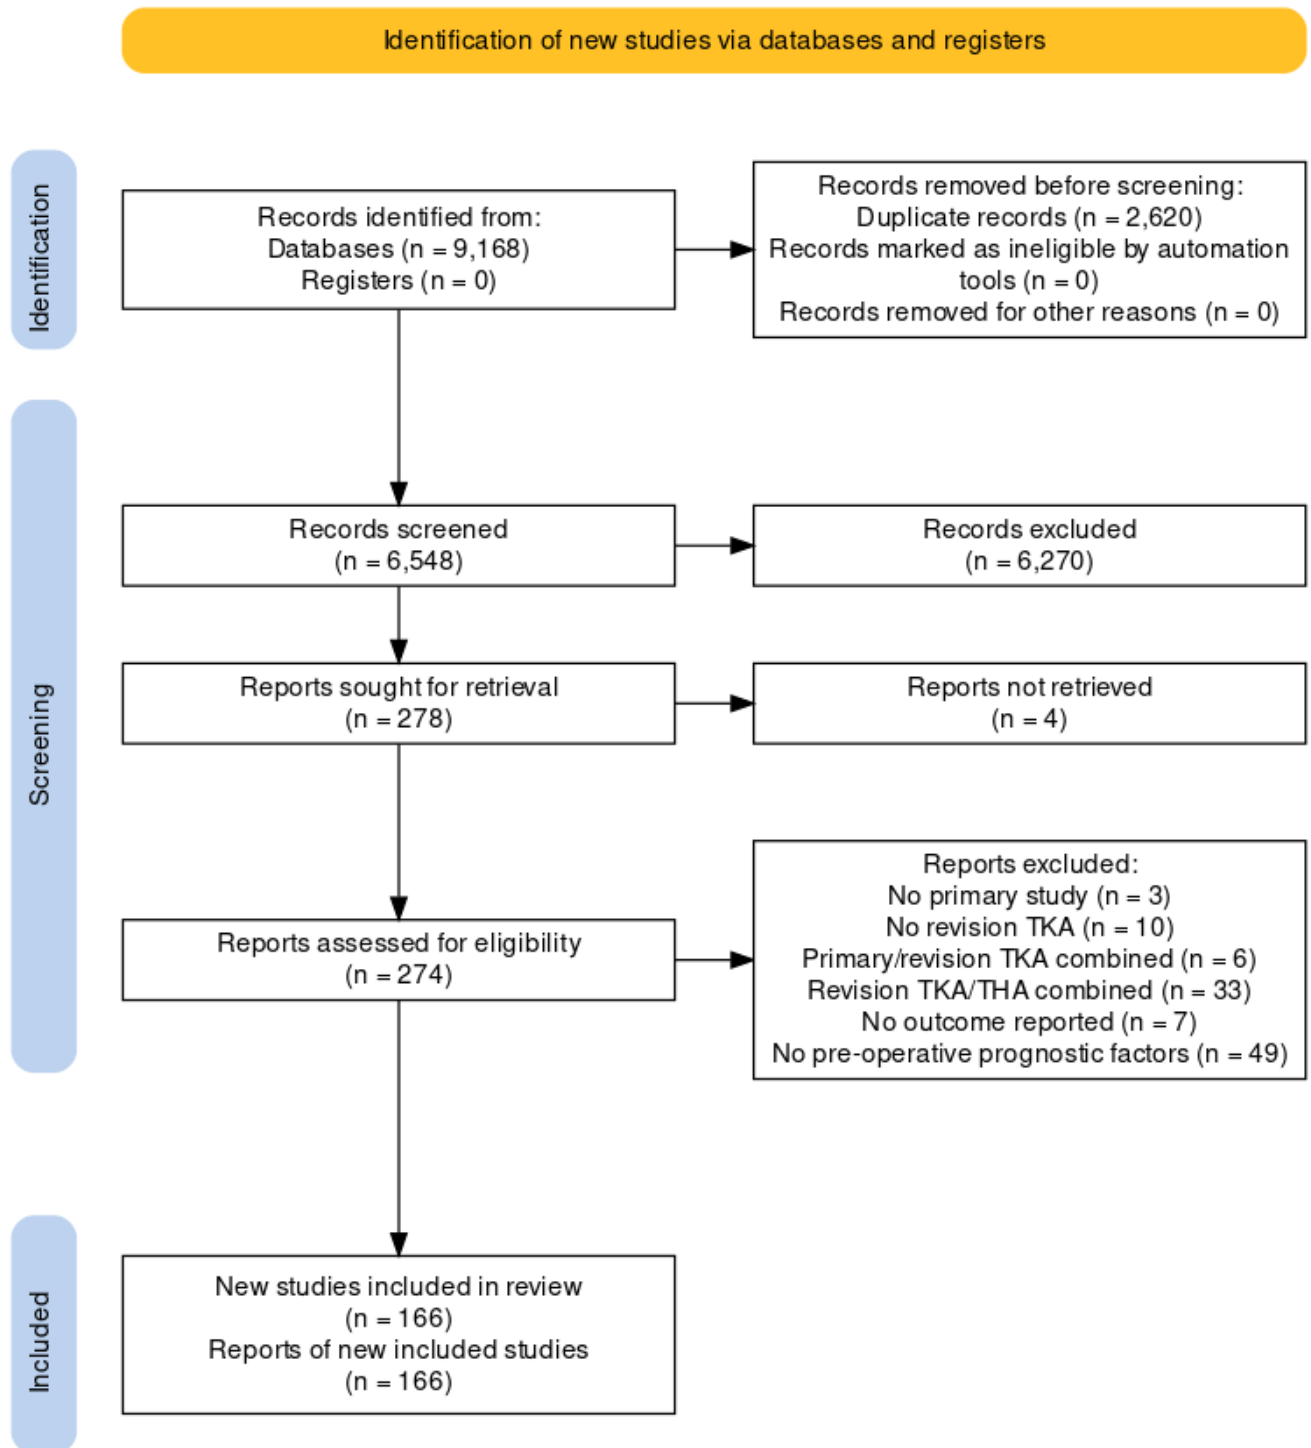 Identification of new studies via databases and registers
Identification
Records identified from:
Databases (n = 9,168)
Registers (n = 0)
Records removed before screening:
Duplicate records (n = 2,620)
Records marked as ineligible by automation
tools (n = 0)
Records removed for other reasons (n = 0)
Screening
Records screened
(n = 6,548)
Records excluded
(n = 6,270)
Reports sought for retrieval
(n = 278)
Reports not retrieved
(n = 4)
Reports assessed for eligibility
(n = 274)
Reports excluded:
No primary study (n = 3)
No revision TKA (n = 10)
Primary/revision TKA combined (n = 6)
Revision TKA/THA combined (n = 33)
No outcome reported (n = 7)
No pre-operative prognostic factors (n = 49)
Included
New studies included in review
(n = 166)
Reports of new included studies
(n = 166)